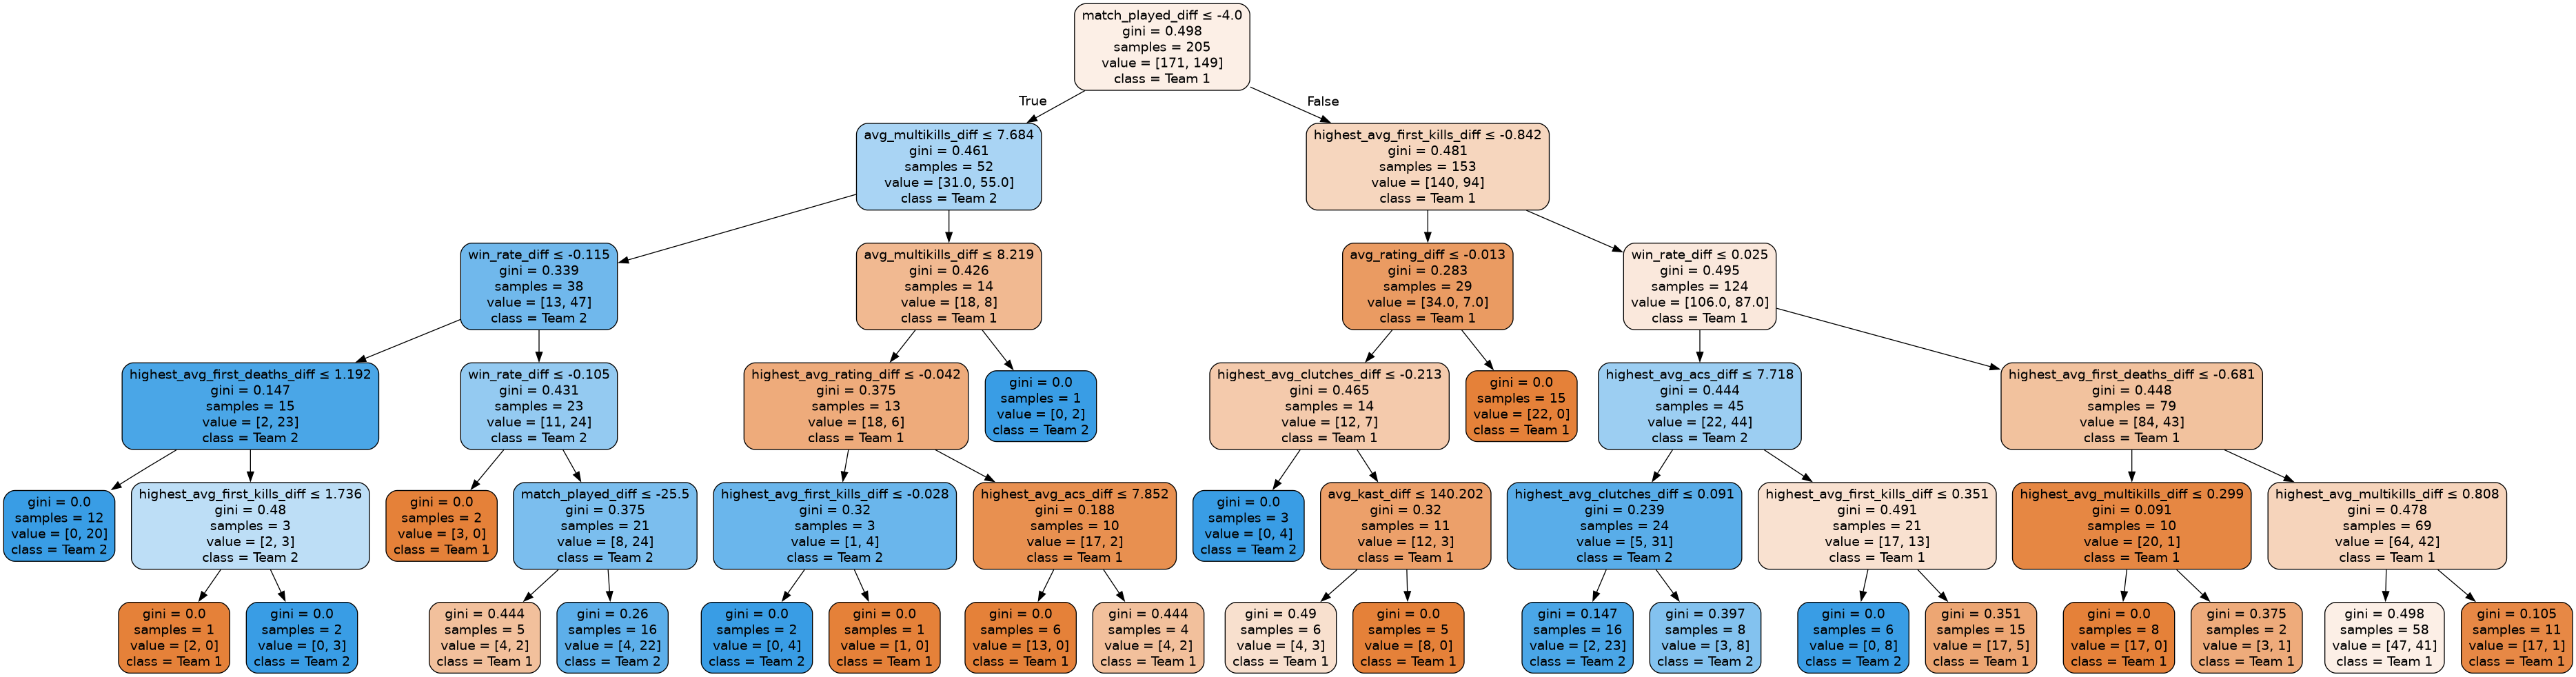 match_played_diff ≤ -4.0
gini = 0.498
samples = 205
value = [171, 149]
class = Team 1
True
False
avg_multikills_diff ≤ 7.684
gini = 0.461
samples = 52
value = [31.0, 55.0]
class = Team 2
highest_avg_first_kills_diff ≤ -0.842
gini = 0.481
samples = 153
value = [140, 94]
class = Team 1
win_rate_diff ≤ -0.115
gini = 0.339
samples = 38
value = [13, 47]
class = Team 2
avg_multikills_diff ≤ 8.219
gini = 0.426
samples = 14
value = [18, 8]
class = Team 1
avg_rating_diff ≤ -0.013
gini = 0.283
samples = 29
value = [34.0, 7.0]
class = Team 1
win_rate_diff ≤ 0.025
gini = 0.495
samples = 124
value = [106.0, 87.0]
class = Team 1
highest_avg_first_deaths_diff ≤ 1.192
gini = 0.147
samples = 15
value = [2, 23]
class = Team 2
win_rate_diff ≤ -0.105
gini = 0.431
samples = 23
value = [11, 24]
class = Team 2
highest_avg_rating_diff ≤ -0.042
gini = 0.375
samples = 13
value = [18, 6]
class = Team 1
gini = 0.0
samples = 1
value = [0, 2]
class = Team 2
highest_avg_clutches_diff ≤ -0.213
gini = 0.465
samples = 14
value = [12, 7]
class = Team 1
gini = 0.0
samples = 15
value = [22, 0]
class = Team 1
highest_avg_acs_diff ≤ 7.718
gini = 0.444
samples = 45
value = [22, 44]
class = Team 2
highest_avg_first_deaths_diff ≤ -0.681
gini = 0.448
samples = 79
value = [84, 43]
class = Team 1
gini = 0.0
samples = 12
value = [0, 20]
class = Team 2
highest_avg_first_kills_diff ≤ 1.736
gini = 0.48
samples = 3
value = [2, 3]
class = Team 2
gini = 0.0
samples = 2
value = [3, 0]
class = Team 1
match_played_diff ≤ -25.5
gini = 0.375
samples = 21
value = [8, 24]
class = Team 2
highest_avg_first_kills_diff ≤ -0.028
gini = 0.32
samples = 3
value = [1, 4]
class = Team 2
highest_avg_acs_diff ≤ 7.852
gini = 0.188
samples = 10
value = [17, 2]
class = Team 1
gini = 0.0
samples = 3
value = [0, 4]
class = Team 2
avg_kast_diff ≤ 140.202
gini = 0.32
samples = 11
value = [12, 3]
class = Team 1
highest_avg_clutches_diff ≤ 0.091
gini = 0.239
samples = 24
value = [5, 31]
class = Team 2
highest_avg_first_kills_diff ≤ 0.351
gini = 0.491
samples = 21
value = [17, 13]
class = Team 1
highest_avg_multikills_diff ≤ 0.299
gini = 0.091
samples = 10
value = [20, 1]
class = Team 1
highest_avg_multikills_diff ≤ 0.808
gini = 0.478
samples = 69
value = [64, 42]
class = Team 1
gini = 0.0
samples = 1
value = [2, 0]
class = Team 1
gini = 0.0
samples = 2
value = [0, 3]
class = Team 2
gini = 0.444
samples = 5
value = [4, 2]
class = Team 1
gini = 0.26
samples = 16
value = [4, 22]
class = Team 2
gini = 0.0
samples = 2
value = [0, 4]
class = Team 2
gini = 0.0
samples = 1
value = [1, 0]
class = Team 1
gini = 0.0
samples = 6
value = [13, 0]
class = Team 1
gini = 0.444
samples = 4
value = [4, 2]
class = Team 1
gini = 0.49
samples = 6
value = [4, 3]
class = Team 1
gini = 0.0
samples = 5
value = [8, 0]
class = Team 1
gini = 0.147
samples = 16
value = [2, 23]
class = Team 2
gini = 0.397
samples = 8
value = [3, 8]
class = Team 2
gini = 0.0
samples = 6
value = [0, 8]
class = Team 2
gini = 0.351
samples = 15
value = [17, 5]
class = Team 1
gini = 0.0
samples = 8
value = [17, 0]
class = Team 1
gini = 0.375
samples = 2
value = [3, 1]
class = Team 1
gini = 0.498
samples = 58
value = [47, 41]
class = Team 1
gini = 0.105
samples = 11
value = [17, 1]
class = Team 1